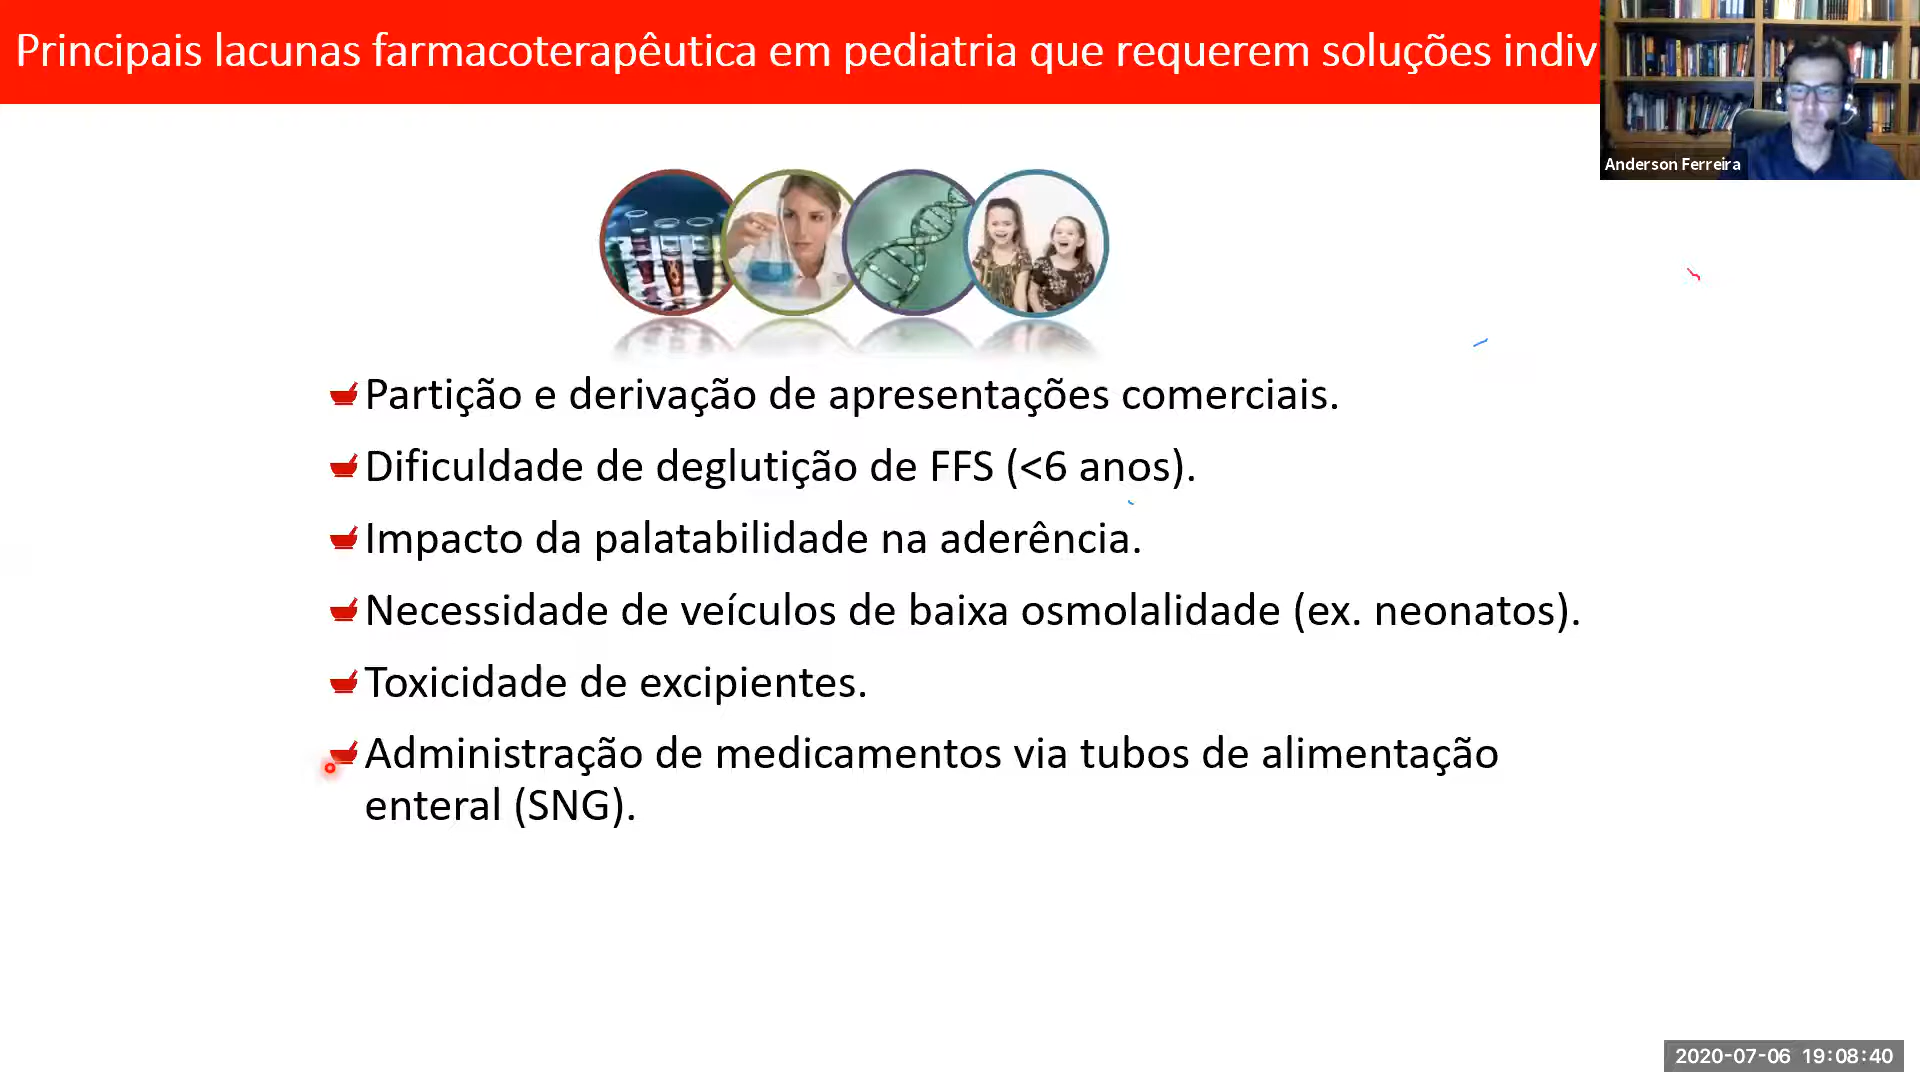 Principais lacunas farmacoterapêutica em pediatria que requerem soluções indiv
Anderson Ferreira
Partição e derivação de apresentações comerciais.
Dificuldade de deglutição de FFS (<6 anos).
Impacto da palatabilidade na aderência.
Necessidade de veículos de baixa osmolalidade (ex. neonatos).
Toxicidade de excipientes.
Administração de medicamentos via tubos de alimentação
enteral (SNG).
2020-07-06 19:08:40